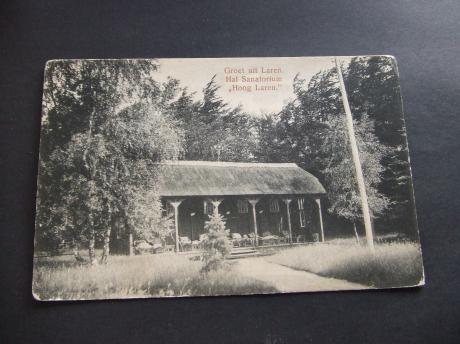 Groet uit Laren.
Hal Sanatorium
„Hoog Laren."